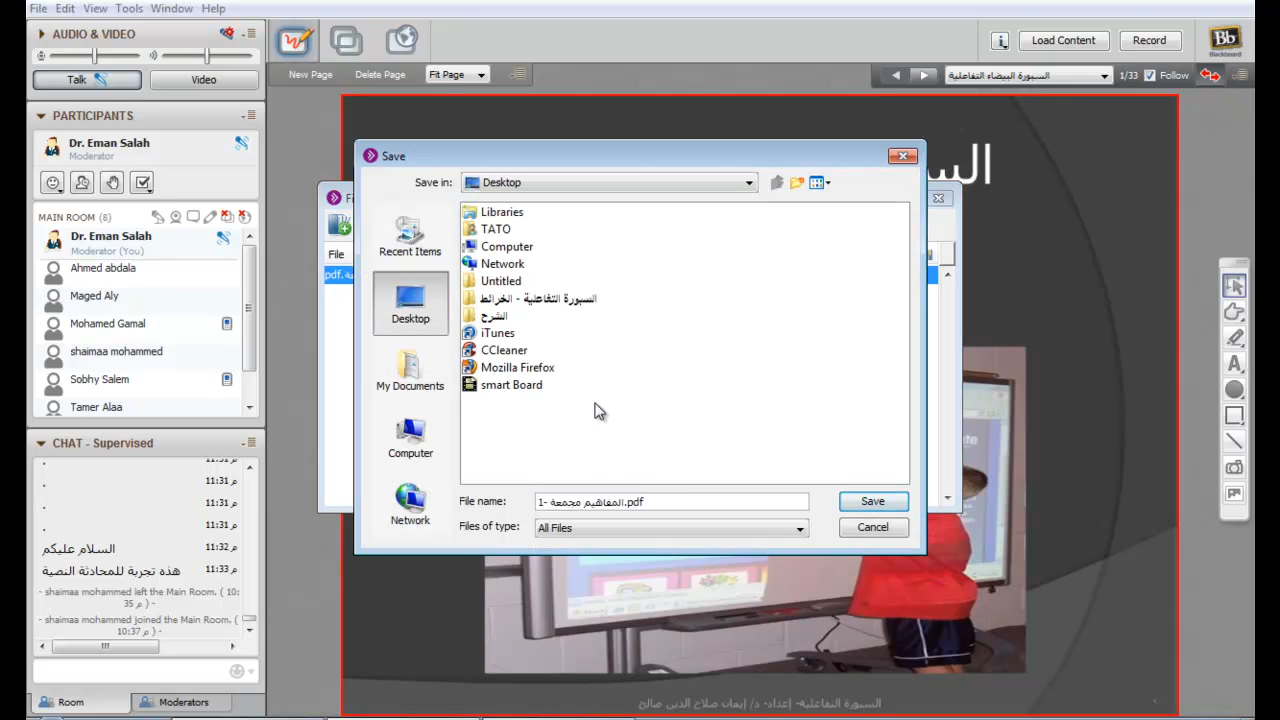 File Edit View Tools Window Help
AUDIO & VIDEO
Talk
Video
PARTICIPANTS
Dr. Eman Salah
Moderator
MAIN ROOM (8)
Dr. Eman Salah
Moderator (You)
Ahmed abdala
Maged Aly
Mohamed Gamal
shaimaa mohammed
Sobhy Salem
Tamer Alaa
CHAT - Supervised
. 11:31 م
. 11:31 م
. 11:31 م
السلام عليكم 11:32 م
هذه تجربة للمحادثة النصية 11:33 م
- shaimaa mohammed left the Main Room. (10:
35 م) -
- shaimaa mohammed joined the Main Room. (
10:37 م) -
Room
Moderators
Load Content
Record
Bb
Blackboard
New Page
Delete Page
Fit Page
السبورة البيضاء التفاعلية
1/33
Follow
Save
Save in:
Desktop
Recent Items
Desktop
My Documents
Computer
Network
Libraries
TATO
Computer
Network
Untitled
السبورة التفاعلية - الخرائط
الشرح
iTunes
CCleaner
Mozilla Firefox
smart Board
File name:
1- المفاهيم مجمعة.pdf
Save
Files of type:
All Files
Cancel
File
السبورة التفاعلية- إعداد- د/ إيمان صلاح الدين صالح
١